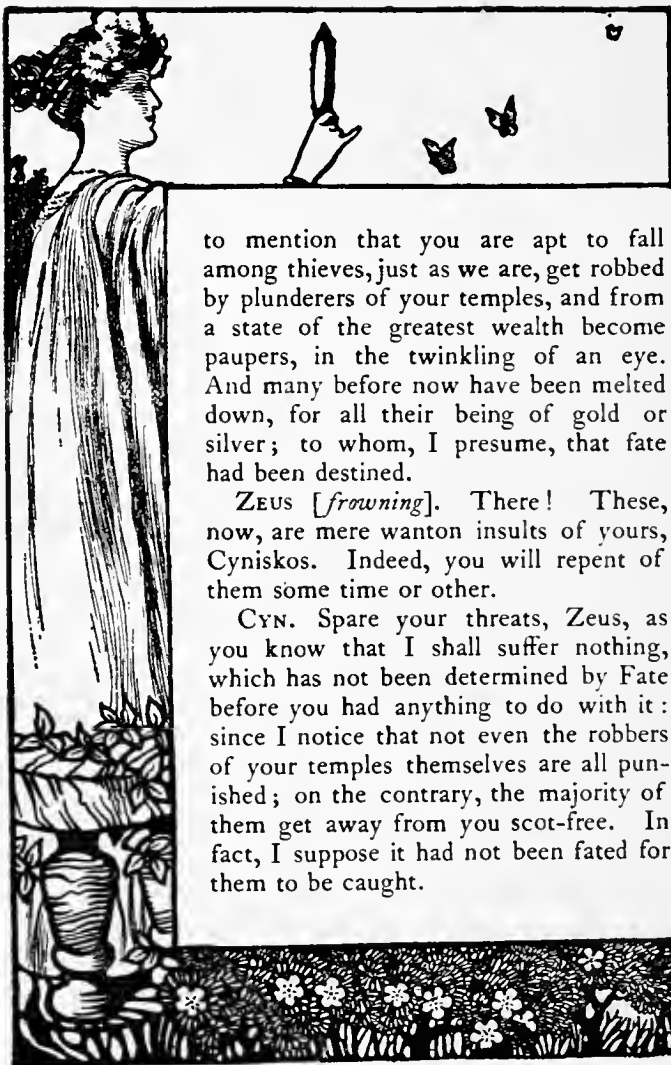 to mention that you are apt to fall
among thieves, just as we are, get robbed
by plunderers of your temples, and from
a state of the greatest wealth become
paupers, in the twinkling of an eye.
And many before now have been melted
down, for all their being of gold or
silver; to whom, I presume, that fate
had been destined.
ZEUS [frowning]. There! These,
now, are mere wanton insults of yours,
Cyniskos. Indeed, you will repent of
them some time or other.
CYN. Spare your threats, Zeus, as
you know that I shall suffer nothing,
which has not been determined by Fate
before you had anything to do with it:
since I notice that not even the robbers
of your temples themselves are all pun-
ished; on the contrary, the majority of
them get away from you scot-free. In
fact, I suppose it had not been fated for
them to be caught.